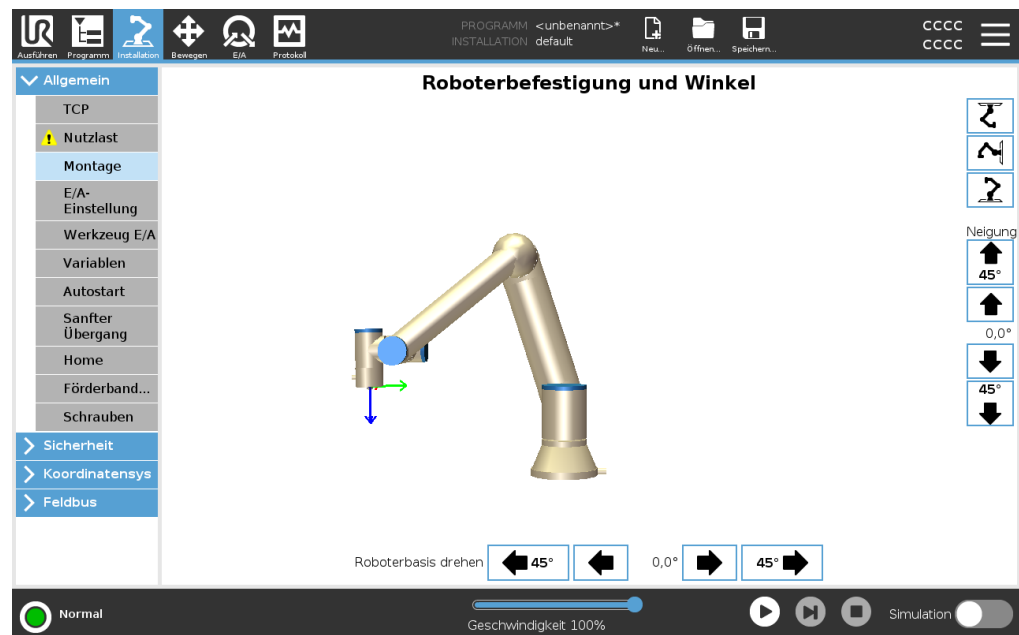 UR
PROGRAMM <unbenannt>*
INSTALLATION default
Ausführen Programm Installation Bewegen E/A Protokoll
Neu... Öffnen... Speichern...
CCCC
CCCC
Allgemein
TCP
Nutzlast
Montage
E/A-
Einstellung
Werkzeug E/A
Variablen
Autostart
Sanfter
Übergang
Home
Förderband...
Schrauben
Sicherheit
Koordinatensys
Feldbus
Roboterbefestigung und Winkel
Neigung
45°
0,0°
45°
Roboterbasis drehen 45° 0,0° 45°
Normal
Geschwindigkeit 100%
Simulation